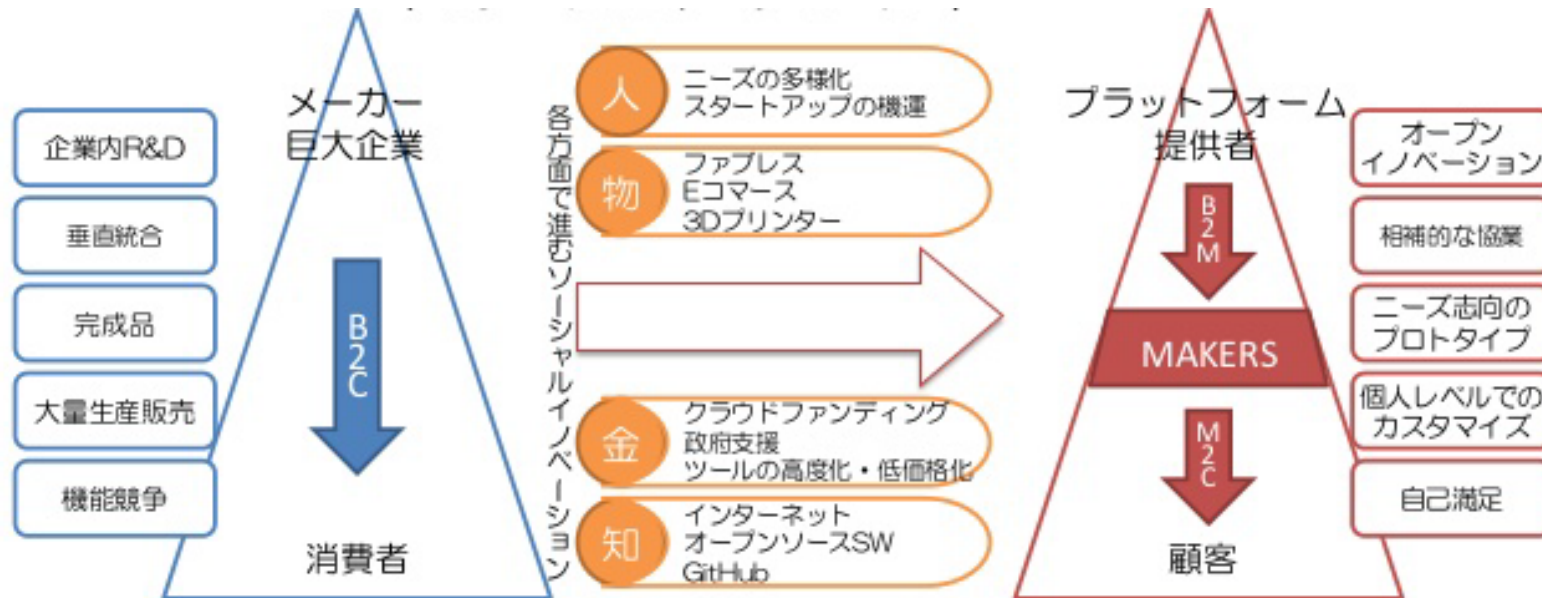 メーカー
巨大企業
企業内R&D
垂直統合
完成品
大量生産販売
機能競争
B2C
消費者
各方面で進むソーシャルイノベーション
人
ニーズの多様化
スタートアップの機運
物
ファブレス
Eコマース
3Dプリンター
金
クラウドファンディング
政府支援
ツールの高度化・低価格化
知
インターネット
オープンソースSW
GitHub
プラットフォーム
提供者
B2M
MAKERS
M2C
顧客
オープン
イノベーション
相補的な協業
ニーズ志向の
プロトタイプ
個人レベルでの
カスタマイズ
自己満足